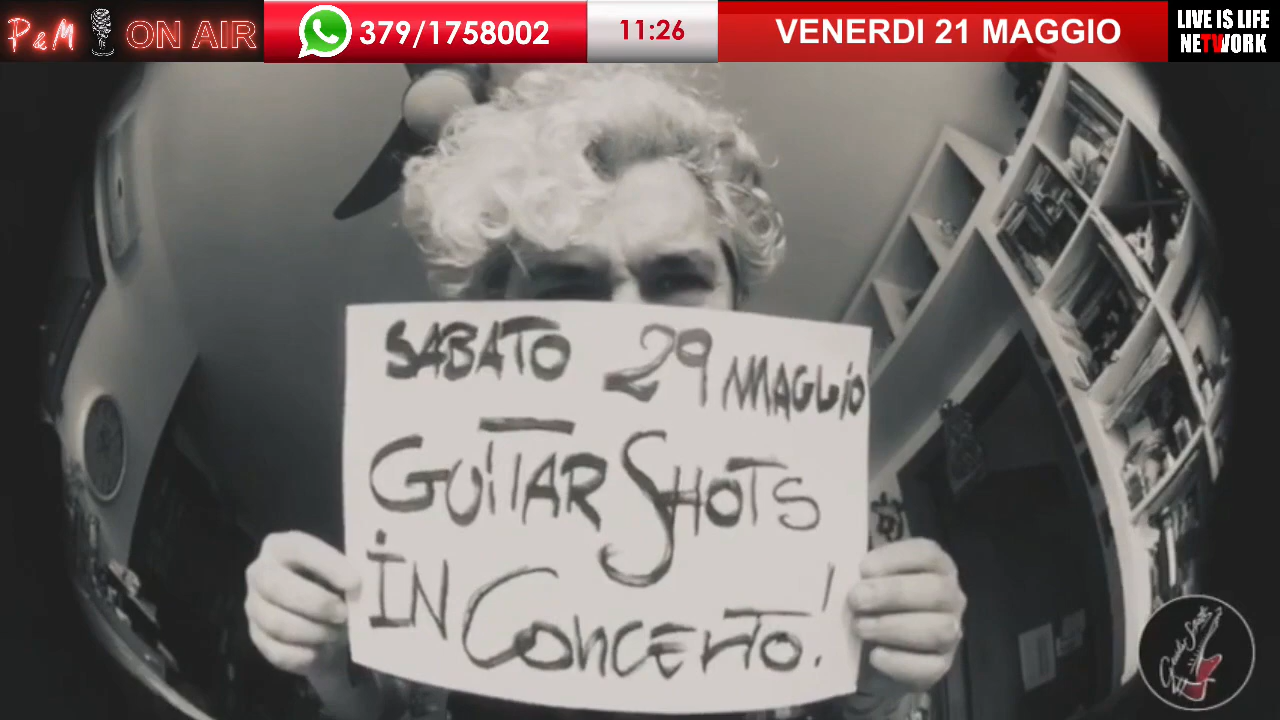 P&M ON AIR
379/1758002
11:26
VENERDI 21 MAGGIO
LIVE IS LIFE
NETWORK
SABATO 29 MAGGIO
GUITAR SHOTS
IN CONCERTO!